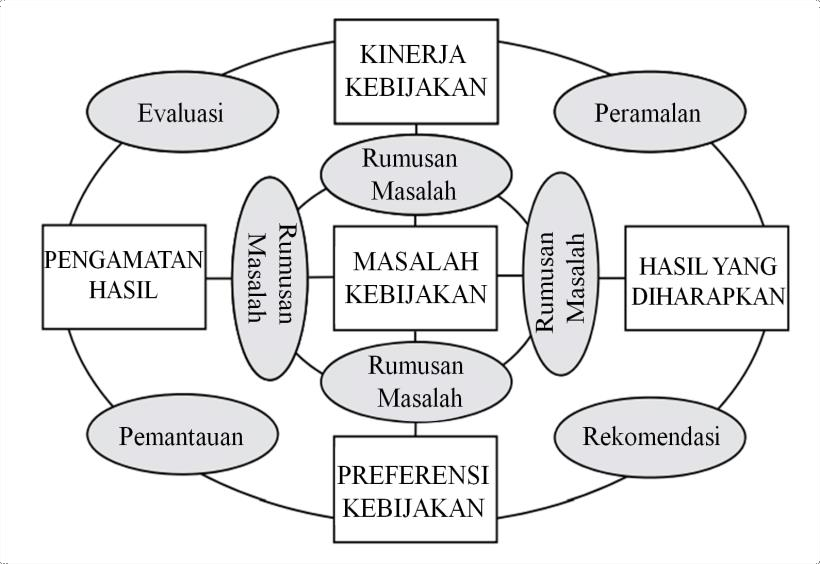 KINERJA
KEBIJAKAN
Evaluasi
Peramalan
Rumusan
Masalah
PENGAMATAN
HASIL
Rumusan
Masalah
MASALAH
KEBIJAKAN
Rumusan
Masalah
HASIL YANG
DIHARAPKAN
Rumusan
Masalah
Pemantauan
Rekomendasi
PREFERENSI
KEBIJAKAN